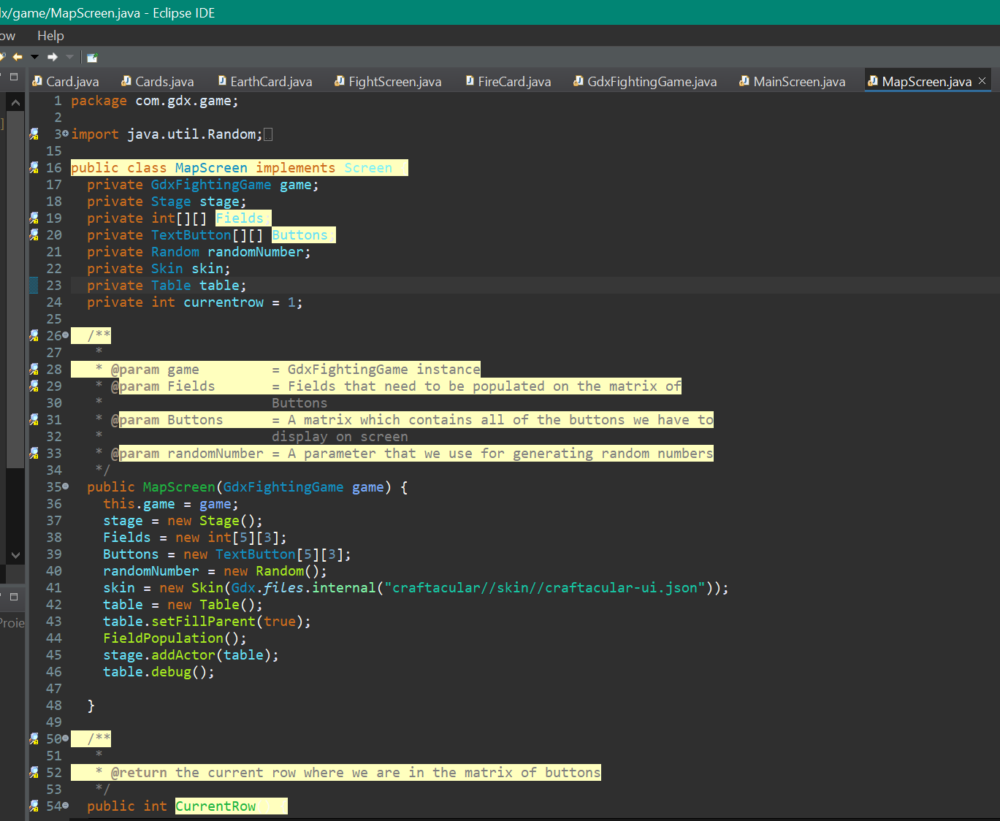 lx/game/MapScreen.java - Eclipse IDE
ow Help
Card.java Cards.java EarthCard.java FightScreen.java FireCard.java GdxFightingGame.java MainScreen.java MapScreen.java
1 package com.gdx.game;
2
3 import java.util.Random;
15
16 public class MapScreen implements Screen
17 private GdxFightingGame game;
18 private Stage stage;
19 private int[][] Fields;
20 private TextButton[][] Buttons;
21 private Random randomNumber;
22 private Skin skin;
23 private Table table;
24 private int currentrow = 1;
25
26 /**
27 *
28 * @param game = GdxFightingGame instance
29 * @param Fields = Fields that need to be populated on the matrix of
30 * Buttons
31 * @param Buttons = A matrix which contains all of the buttons we have to
32 * display on screen
33 * @param randomNumber = A parameter that we use for generating random numbers
34 */
35 public MapScreen(GdxFightingGame game) {
36 this.game = game;
37 stage = new Stage();
38 Fields = new int[5][3];
39 Buttons = new TextButton[5][3];
40 randomNumber = new Random();
41 skin = new Skin(Gdx.files.internal("craftacular//skin//craftacular-ui.json"));
42 table = new Table();
43 table.setFillParent(true);
44 FieldPopulation();
45 stage.addActor(table);
46 table.debug();
47
48 }
49
50 /**
51 *
52 * @return the current row where we are in the matrix of buttons
53 */
54 public int CurrentRow
]
Proje